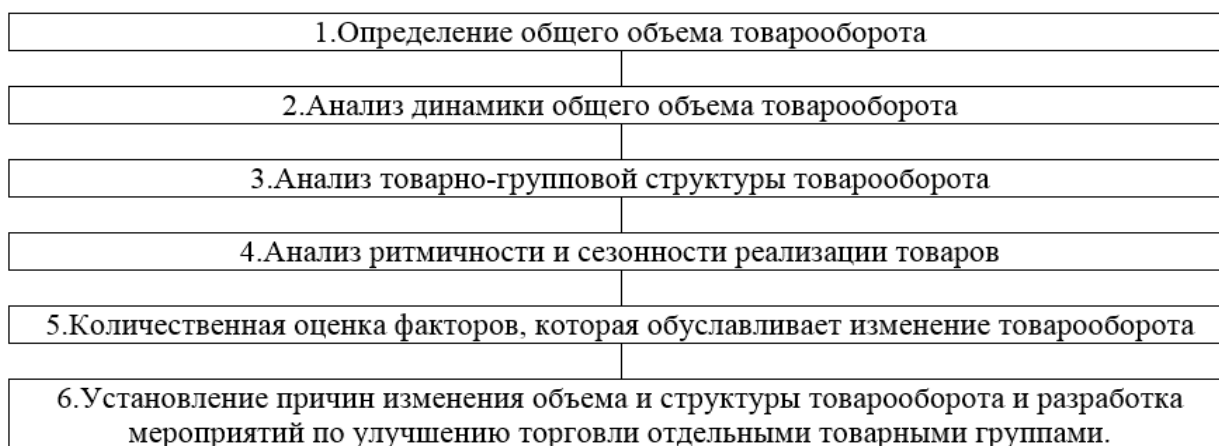 1.Определение общего объема товарооборота
2.Анализ динамики общего объема товарооборота
3.Анализ товарно-групповой структуры товарооборота
4.Анализ ритмичности и сезонности реализации товаров
5.Количественная оценка факторов, которая обуславливает изменение товарооборота
6.Установление причин изменения объема и структуры товарооборота и разработка
мероприятий по улучшению торговли отдельными товарными группами.